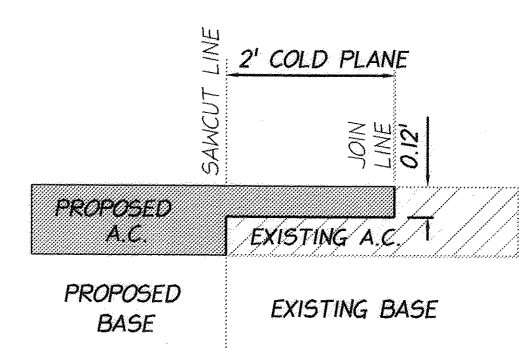 2' COLD PLANE
SAWCUT LINE
JOIN
LINE
0.12'
PROPOSED
A.C.
EXISTING A.C.
PROPOSED
BASE
EXISTING BASE